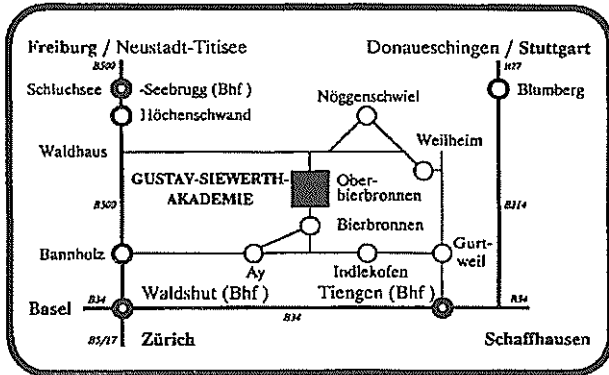 Freiburg / Neustadt-Titisee
Donaueschingen / Stuttgart
B500
B27
Schluchsee
-Seebrugg (Bhf)
Blumberg
Höchenschwand
Nöggenschwiel
Waldhaus
Weilheim
GUSTAV-SIEWERTH-
AKADEMIE
Ober-
bierbronnen
B500
B314
Bierbronnen
Bannholz
Ay
Indlekofen
Gurt-
weil
Basel
B34
Waldshut (Bhf)
Tiengen (Bhf)
B34
B34
B5/17
Zürich
Schaffhausen